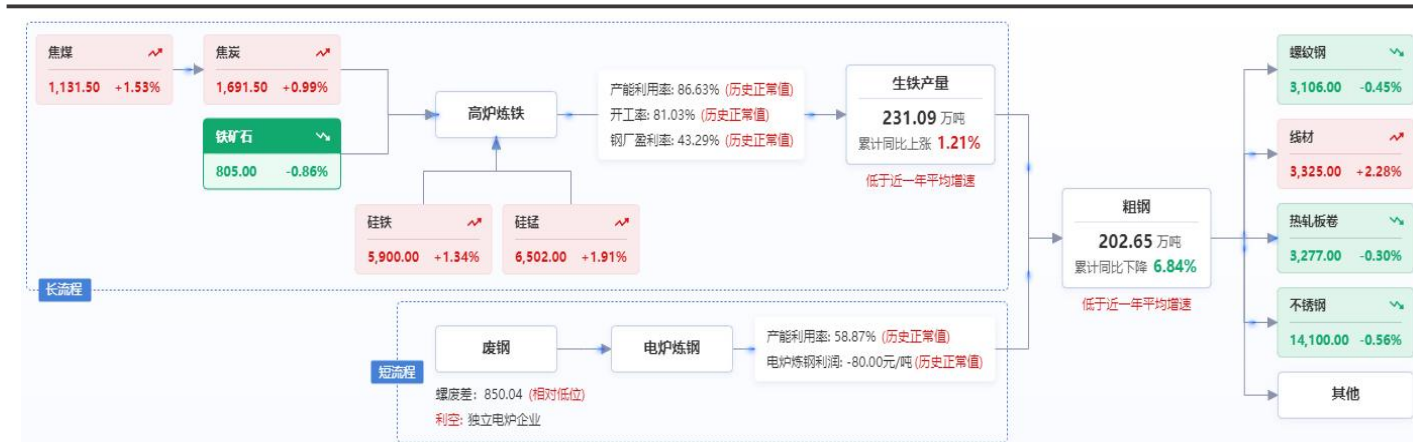 焦煤
1,131.50 +1.53%
焦炭
1,691.50 +0.99%
铁矿石
805.00 -0.86%
高炉炼铁
硅铁
5,900.00 +1.34%
硅锰
6,502.00 +1.91%
产能利用率: 86.63% (历史正常值)
开工率: 81.03% (历史正常值)
钢厂盈利率: 43.29% (历史正常值)
生铁产量
231.09 万吨
累计同比上涨 1.21%
低于近一年平均增速
长流程
废钢
螺废差: 850.04 (相对低位)
利空: 独立电炉企业
电炉炼钢
产能利用率: 58.87% (历史正常值)
电炉炼钢利润: -80.00元/吨 (历史正常值)
短流程
粗钢
202.65 万吨
累计同比下降 6.84%
低于近一年平均增速
螺纹钢
3,106.00 -0.45%
线材
3,325.00 +2.28%
热轧板卷
3,277.00 -0.30%
不锈钢
14,100.00 -0.56%
其他